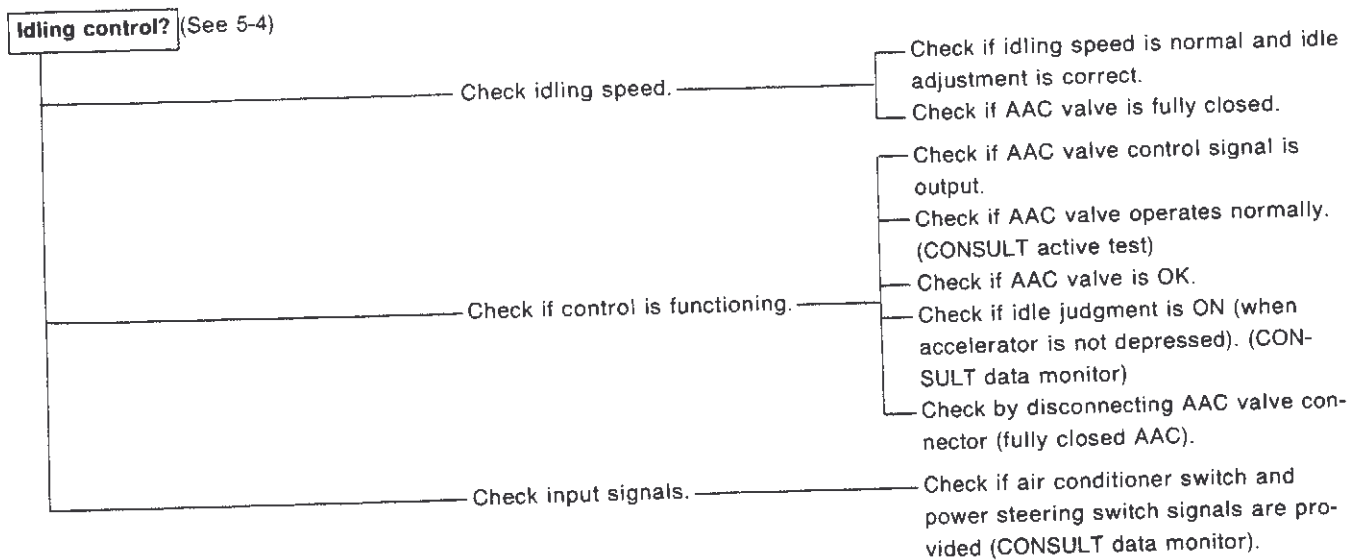 Idling control? (See 5-4)
Check idling speed.
Check if idling speed is normal and idle
adjustment is correct.
Check if AAC valve is fully closed.
Check if control is functioning.
Check if AAC valve control signal is
output.
Check if AAC valve operates normally.
(CONSULT active test)
Check if AAC valve is OK.
Check if idle judgment is ON (when
accelerator is not depressed). (CON-
SULT data monitor)
Check by disconnecting AAC valve con-
nector (fully closed AAC).
Check input signals.
Check if air conditioner switch and
power steering switch signals are pro-
vided (CONSULT data monitor).